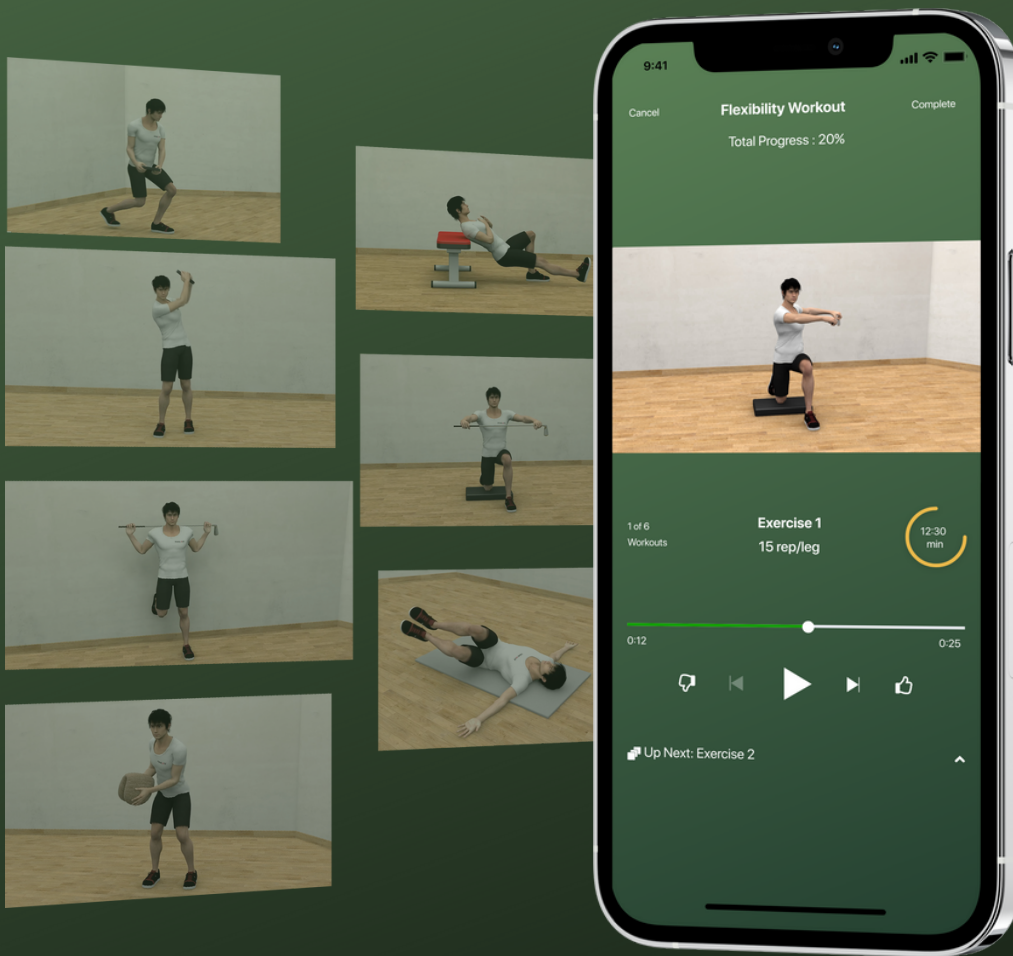 9:41
Cancel
Flexibility Workout
Complete
Total Progress : 20%
1 of 6
Workouts
Exercise 1
15 rep/leg
12:30
min
0:12
0:25
Up Next: Exercise 2